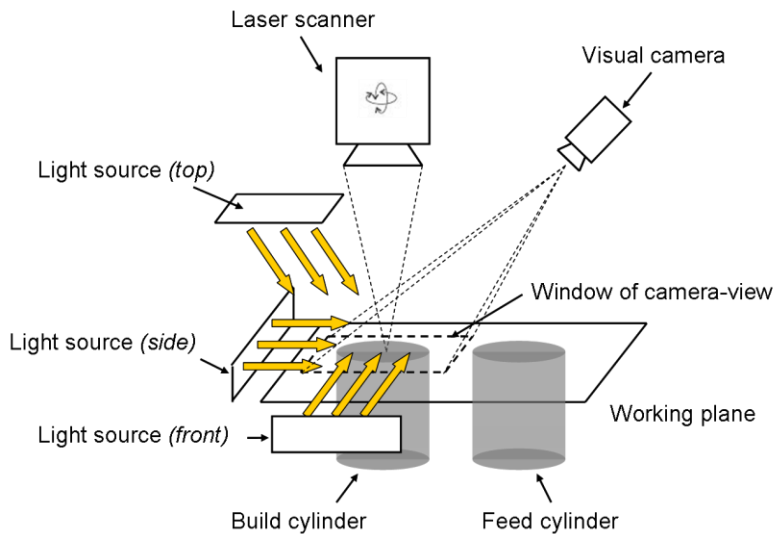 Laser scanner
Visual camera
Light source (top)
Window of camera-view
Light source (side)
Working plane
Light source (front)
Build cylinder
Feed cylinder